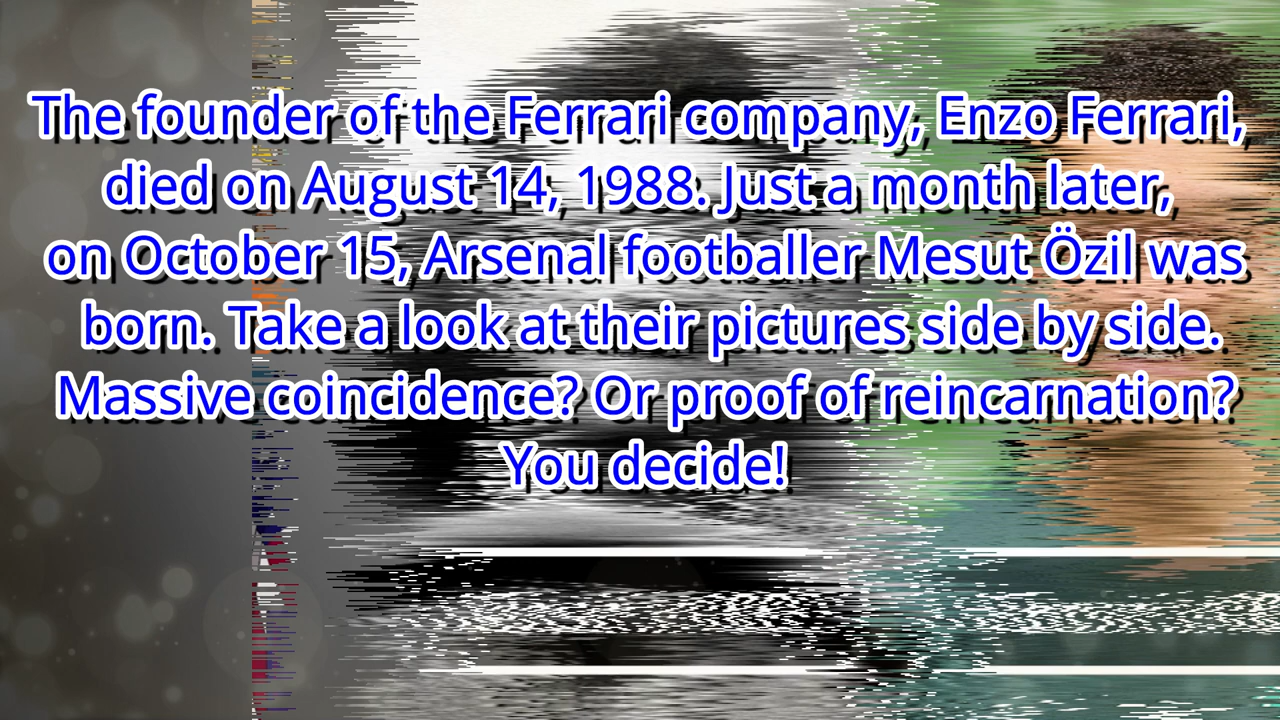 The founder of the Ferrari company, Enzo Ferrari,
died on August 14, 1988. Just a month later,
on October 15, Arsenal footballer Mesut Özil was
born. Take a look at their pictures side by side.
Massive coincidence? Or proof of reincarnation?
You decide!